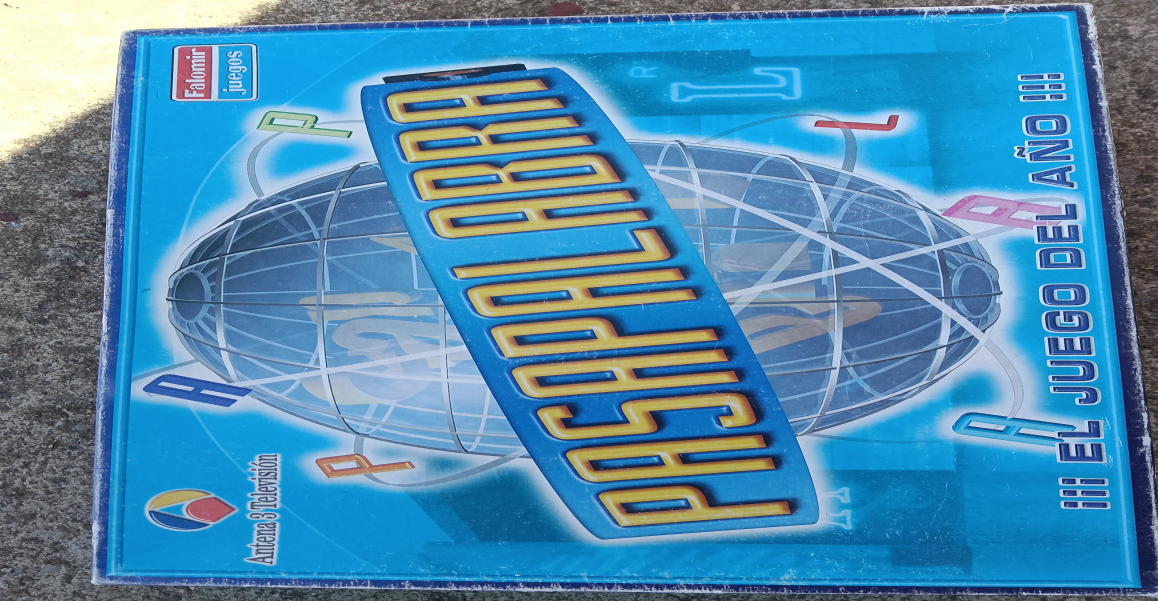 Antena 3 Televisión
Falomir
juegos
A
P
P
PASAPALABRA
R
L
L
A
¡¡¡ EL JUEGO DEL AÑO !!!